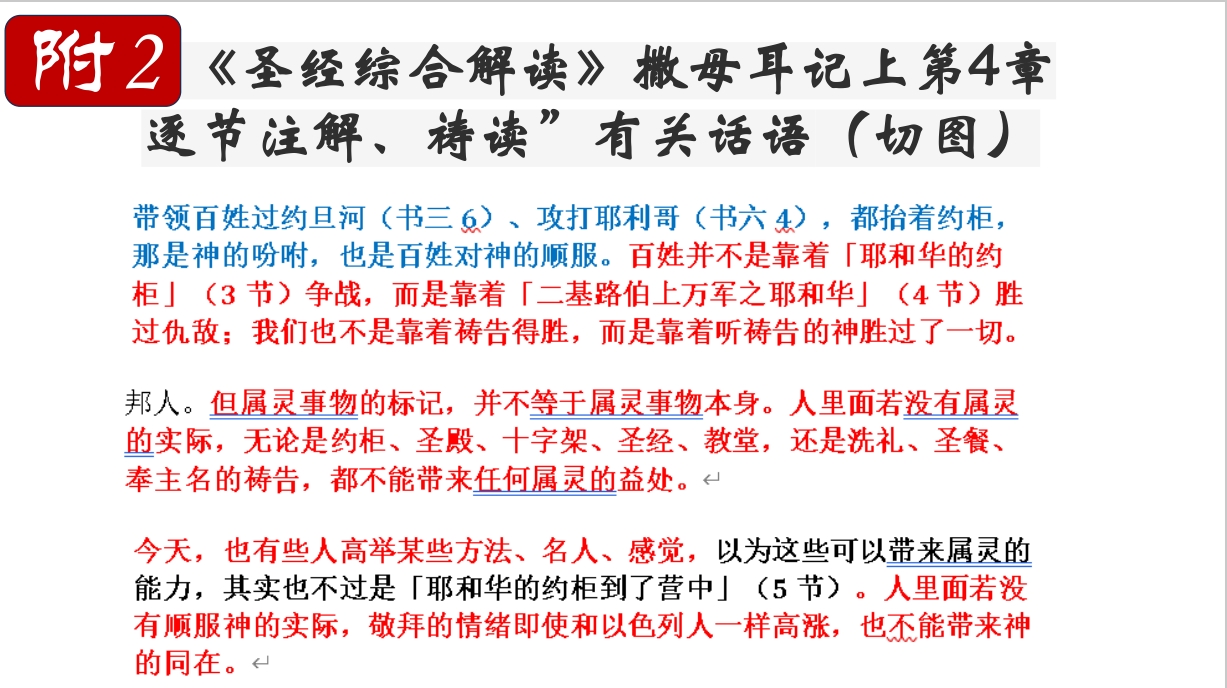 附2
《圣经综合解读》撒母耳记上第4章
逐节注解、祷读”有关话语（切图）
带领百姓过约旦河（书三6）、攻打耶利哥（书六4），都抬着约柜，
那是神的吩咐，也是百姓对神的顺服。百姓并不是靠着「耶和华的约
柜」（3 节）争战，而是靠着「二基路伯上万军之耶和华」（4 节）胜
过仇敌；我们也不是靠着祷告得胜，而是靠着听祷告的神胜过了一切。
邦人。但属灵事物的标记，并不等于属灵事物本身。人里面若没有属灵
的实际，无论是约柜、圣殿、十字架、圣经、教堂，还是洗礼、圣餐、
奉主名的祷告，都不能带来任何属灵的益处。↵
今天，也有些人高举某些方法、名人、感觉，以为这些可以带来属灵的
能力，其实也不过是「耶和华的约柜到了营中」（5 节）。人里面若没
有顺服神的实际，敬拜的情绪即使和以色列人一样高涨，也不能带来神
的同在。↵